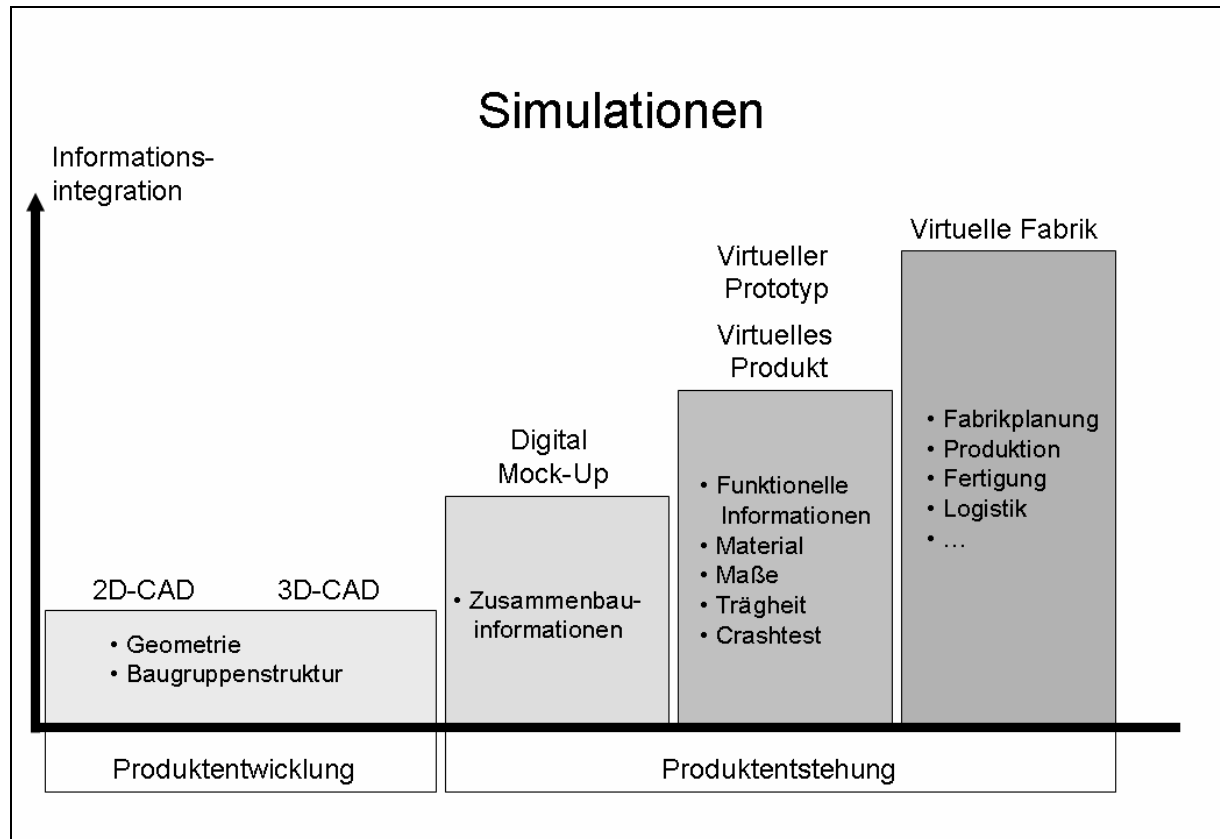 Simulationen
Informations-
integration
2D-CAD
3D-CAD
• Geometrie
• Baugruppenstruktur
Digital
Mock-Up
• Zusammenbau-
informationen
Virtueller
Prototyp
Virtuelles
Produkt
• Funktionelle
Informationen
• Material
• Maße
• Trägheit
• Crashtest
Virtuelle Fabrik
• Fabrikplanung
• Produktion
• Fertigung
• Logistik
• ...
Produktentwicklung
Produktentstehung